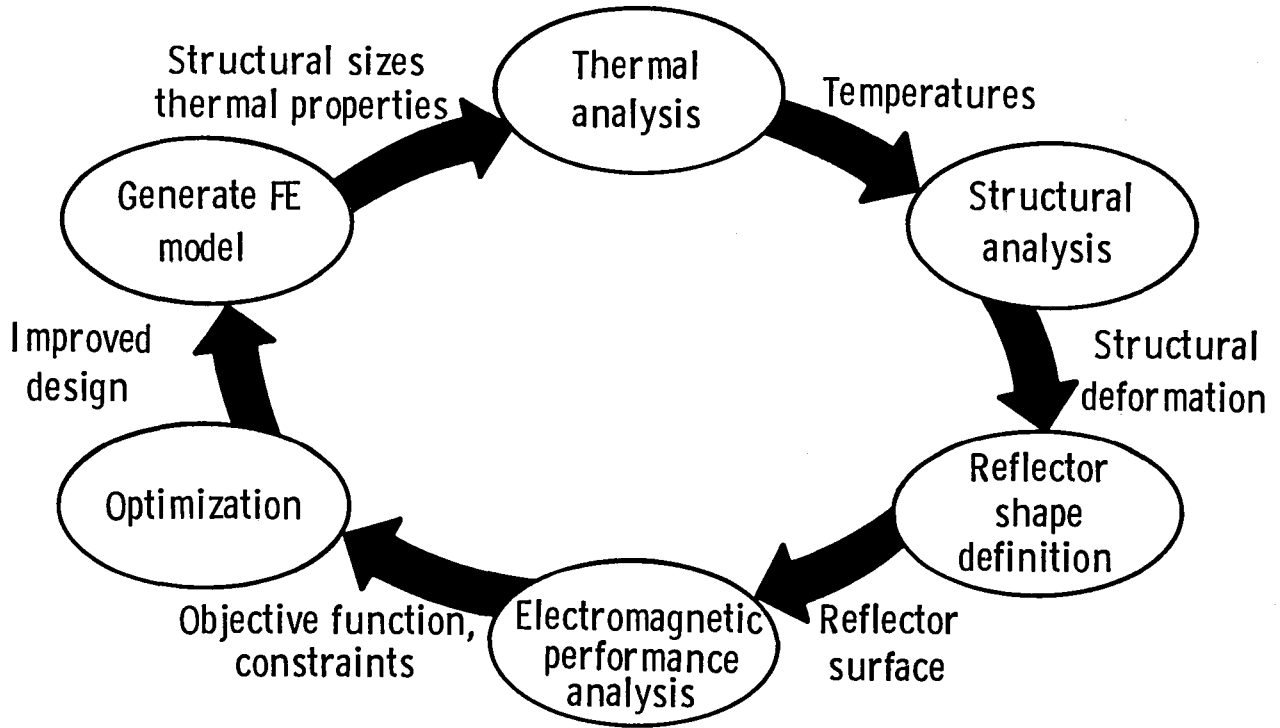 Structural sizes
thermal properties
Thermal
analysis
Temperatures
Structural
analysis
Structural
deformation
Reflector
shape
definition
Reflector
surface
Electromagnetic
performance
analysis
Objective function,
constraints
Optimization
Improved
design
Generate FE
model